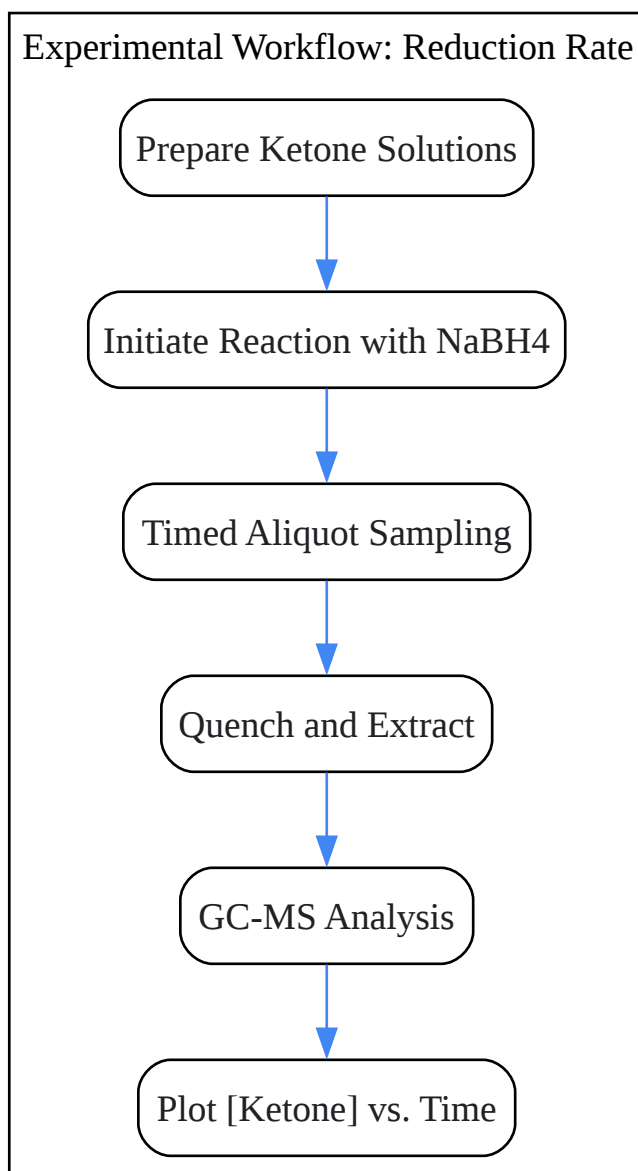 Experimental Workflow: Reduction Rate
Prepare Ketone Solutions
Initiate Reaction with NaBH4
Timed Aliquot Sampling
Quench and Extract
GC-MS Analysis
Plot [Ketone] vs. Time